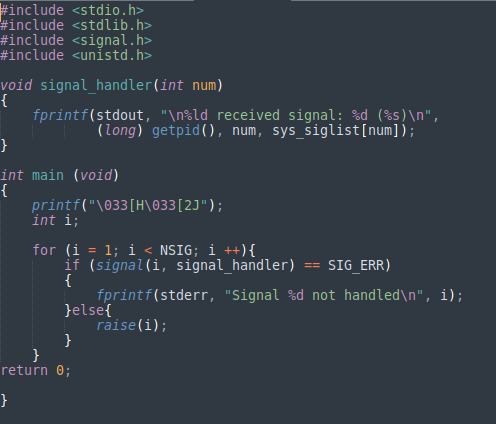 #include <stdio.h>
#include <stdlib.h>
#include <signal.h>
#include <unistd.h>

void signal_handler(int num)
{
    fprintf(stdout, "\n%ld received signal: %d (%s)\n",
            (long) getpid(), num, sys_siglist[num]);
}

int main (void)
{
    printf("\033[H\033[2J");
    int i;

    for (i = 1; i < NSIG; i ++){
        if (signal(i, signal_handler) == SIG_ERR)
        {
            fprintf(stderr, "Signal %d not handled\n", i);
        }else{
            raise(i);
        }
    }
return 0;

}